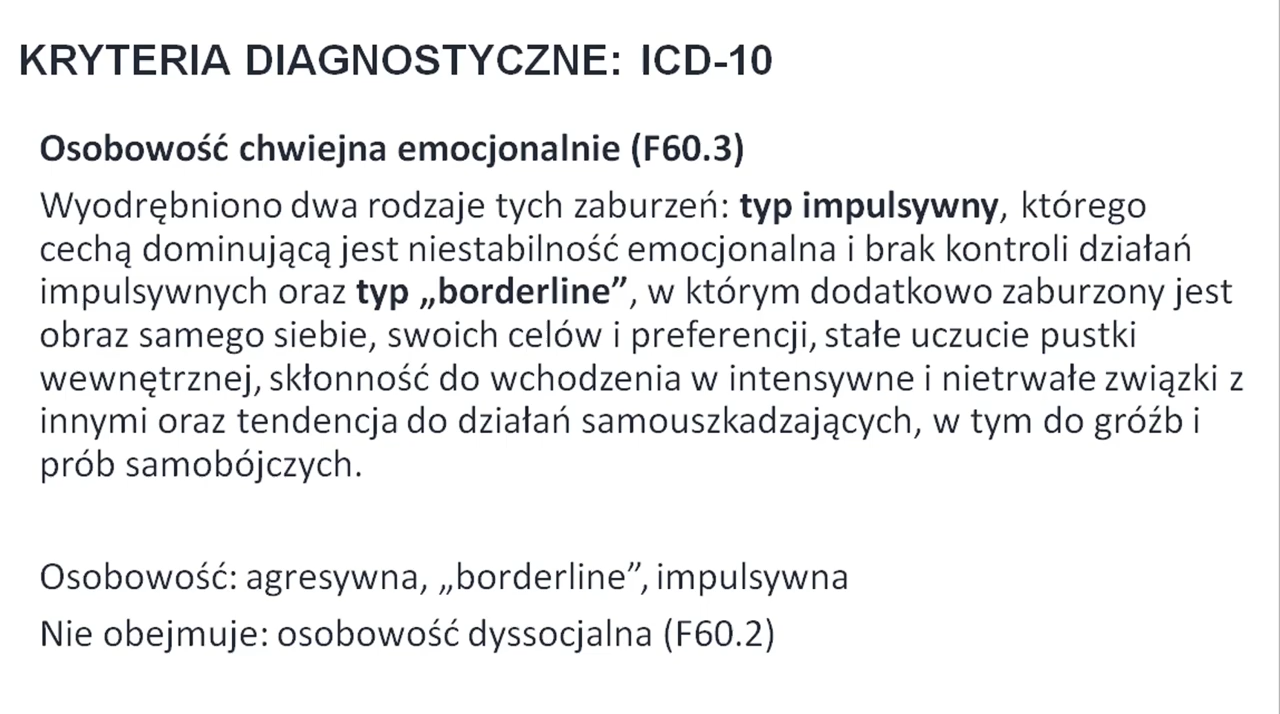 KRYTERIA DIAGNOSTYCZNE: ICD-10
Osobowość chwiejna emocjonalnie (F60.3)
Wyodrębniono dwa rodzaje tych zaburzeń: typ impulsywny, którego
cechą dominującą jest niestabilność emocjonalna i brak kontroli działań
impulsywnych oraz typ „borderline”, w którym dodatkowo zaburzony jest
obraz samego siebie, swoich celów i preferencji, stałe uczucie pustki
wewnętrznej, skłonność do wchodzenia w intensywne i nietrwałe związki z
innymi oraz tendencja do działań samouszkadzających, w tym do gróźb i
prób samobójczych.
Osobowość: agresywna, „borderline”, impulsywna
Nie obejmuje: osobowość dyssocjalna (F60.2)